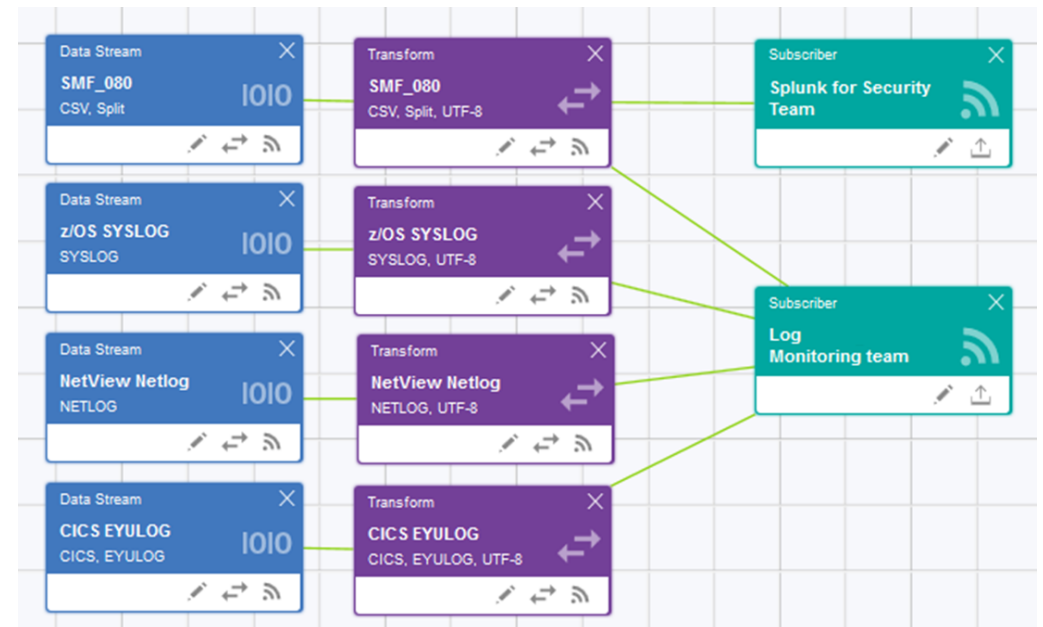 Data Stream
SMF_080
CSV, Split
IOIO
Transform
SMF_080
CSV, Split, UTF-8
Subscriber
Splunk for Security
Team
Data Stream
z/OS SYSLOG
SYSLOG
IOIO
Transform
z/OS SYSLOG
SYSLOG, UTF-8
Subscriber
Log
Monitoring team
Data Stream
NetView Netlog
NETLOG
IOIO
Transform
NetView Netlog
NETLOG, UTF-8
Data Stream
CICS EYULOG
CICS, EYULOG
IOIO
Transform
CICS EYULOG
CICS, EYULOG, UTF-8